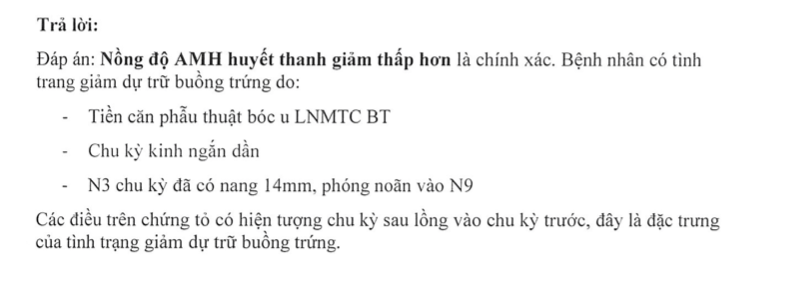 Trả lời:
Đáp án: Nồng độ AMH huyết thanh giảm thấp hơn là chính xác. Bệnh nhân có tình
trang giảm dự trữ buồng trứng do:
- Tiền căn phẫu thuật bóc u LNMTC BT
- Chu kỳ kinh ngắn dần
- N3 chu kỳ đã có nang 14mm, phóng noãn vào N9
Các điều trên chứng tỏ có hiện tượng chu kỳ sau lồng vào chu kỳ trước, đây là đặc trưng
của tình trạng giảm dự trữ buồng trứng.